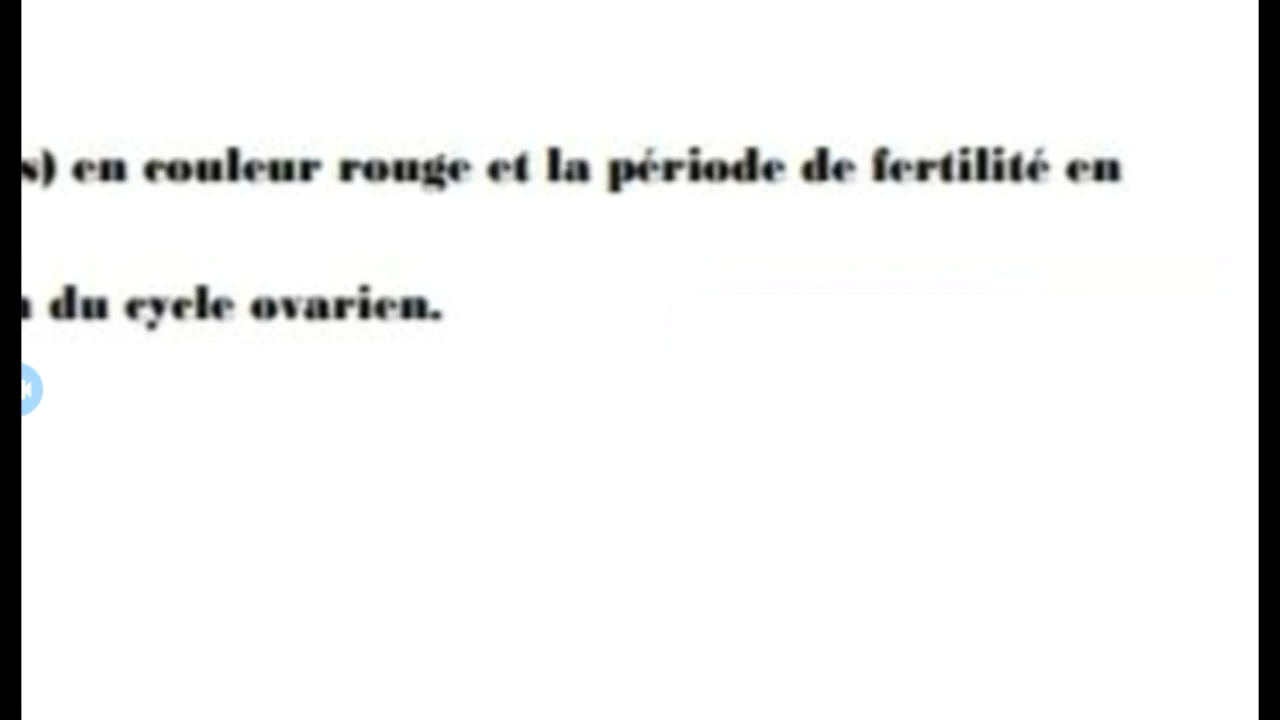 s) en couleur rouge et la période de fertilité en
du cycle ovarien.